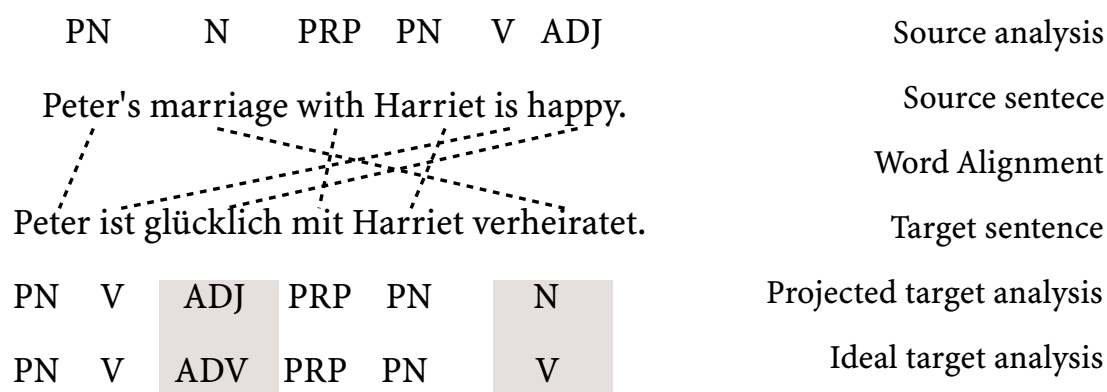 PN N PRP PN V ADJ Source analysis
Peter's marriage with Harriet is happy. Source sentece
Word Alignment
Peter ist glücklich mit Harriet verheiratet. Target sentence
PN V ADJ PRP PN N Projected target analysis
PN V ADV PRP PN V Ideal target analysis